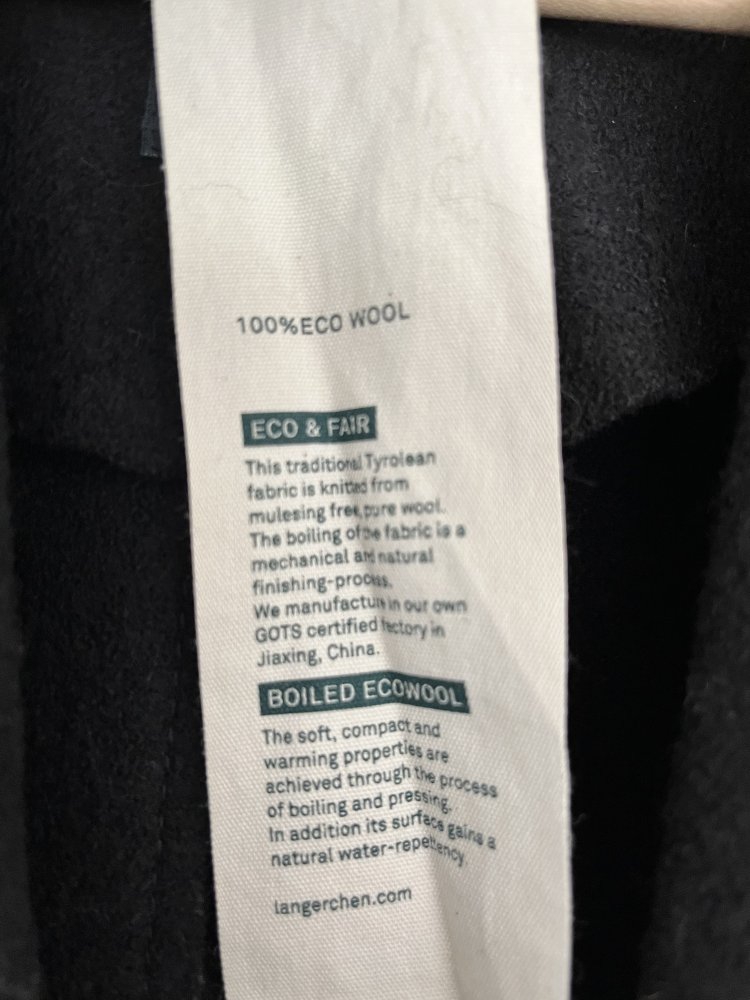 100%ECO WOOL
ECO & FAIR
This traditional Tyrolean
fabric is knitted from
mulesing free, pure wool.
The boiling of the fabric is a
mechanical and natural
finishing-process.
We manufacture in our own
GOTS certified factory in
Jiaxing, China.
BOILED ECOWOOL
The soft, compact and
warming properties are
achieved through the process
of boiling and pressing.
In addition its surface gains a
natural water-repellency.
langerchen.com